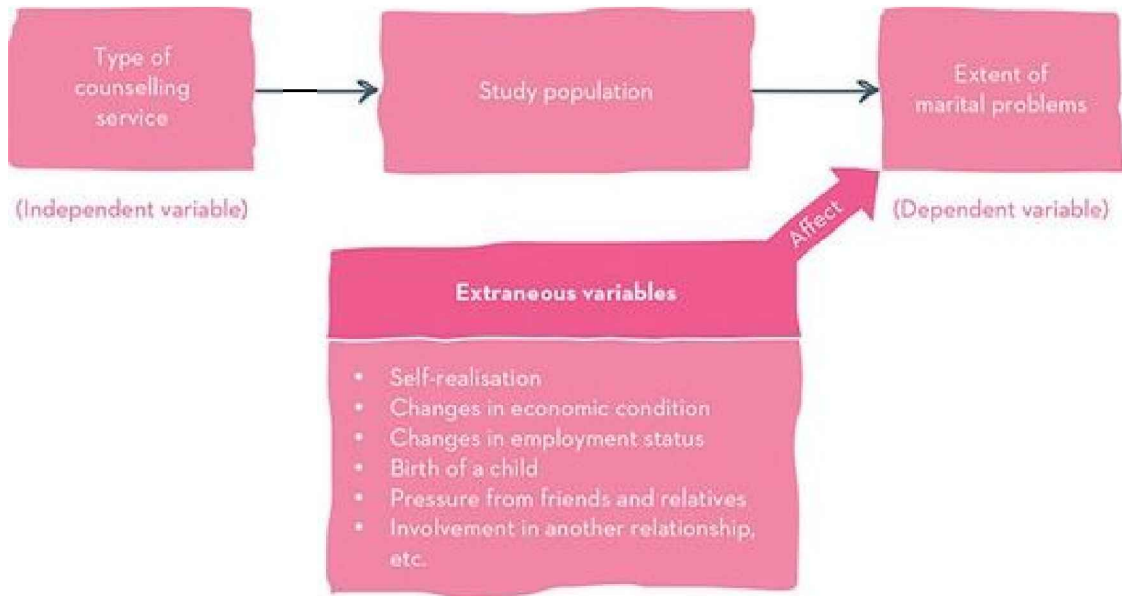 Type of
counselling
service
Study population
Extent of
marital problems
(Independent variable)
(Dependent variable)
Affect
Extraneous variables
• Self-realisation
• Changes in economic condition
• Changes in employment status
• Birth of a child
• Pressure from friends and relatives
• Involvement in another relationship,
etc.